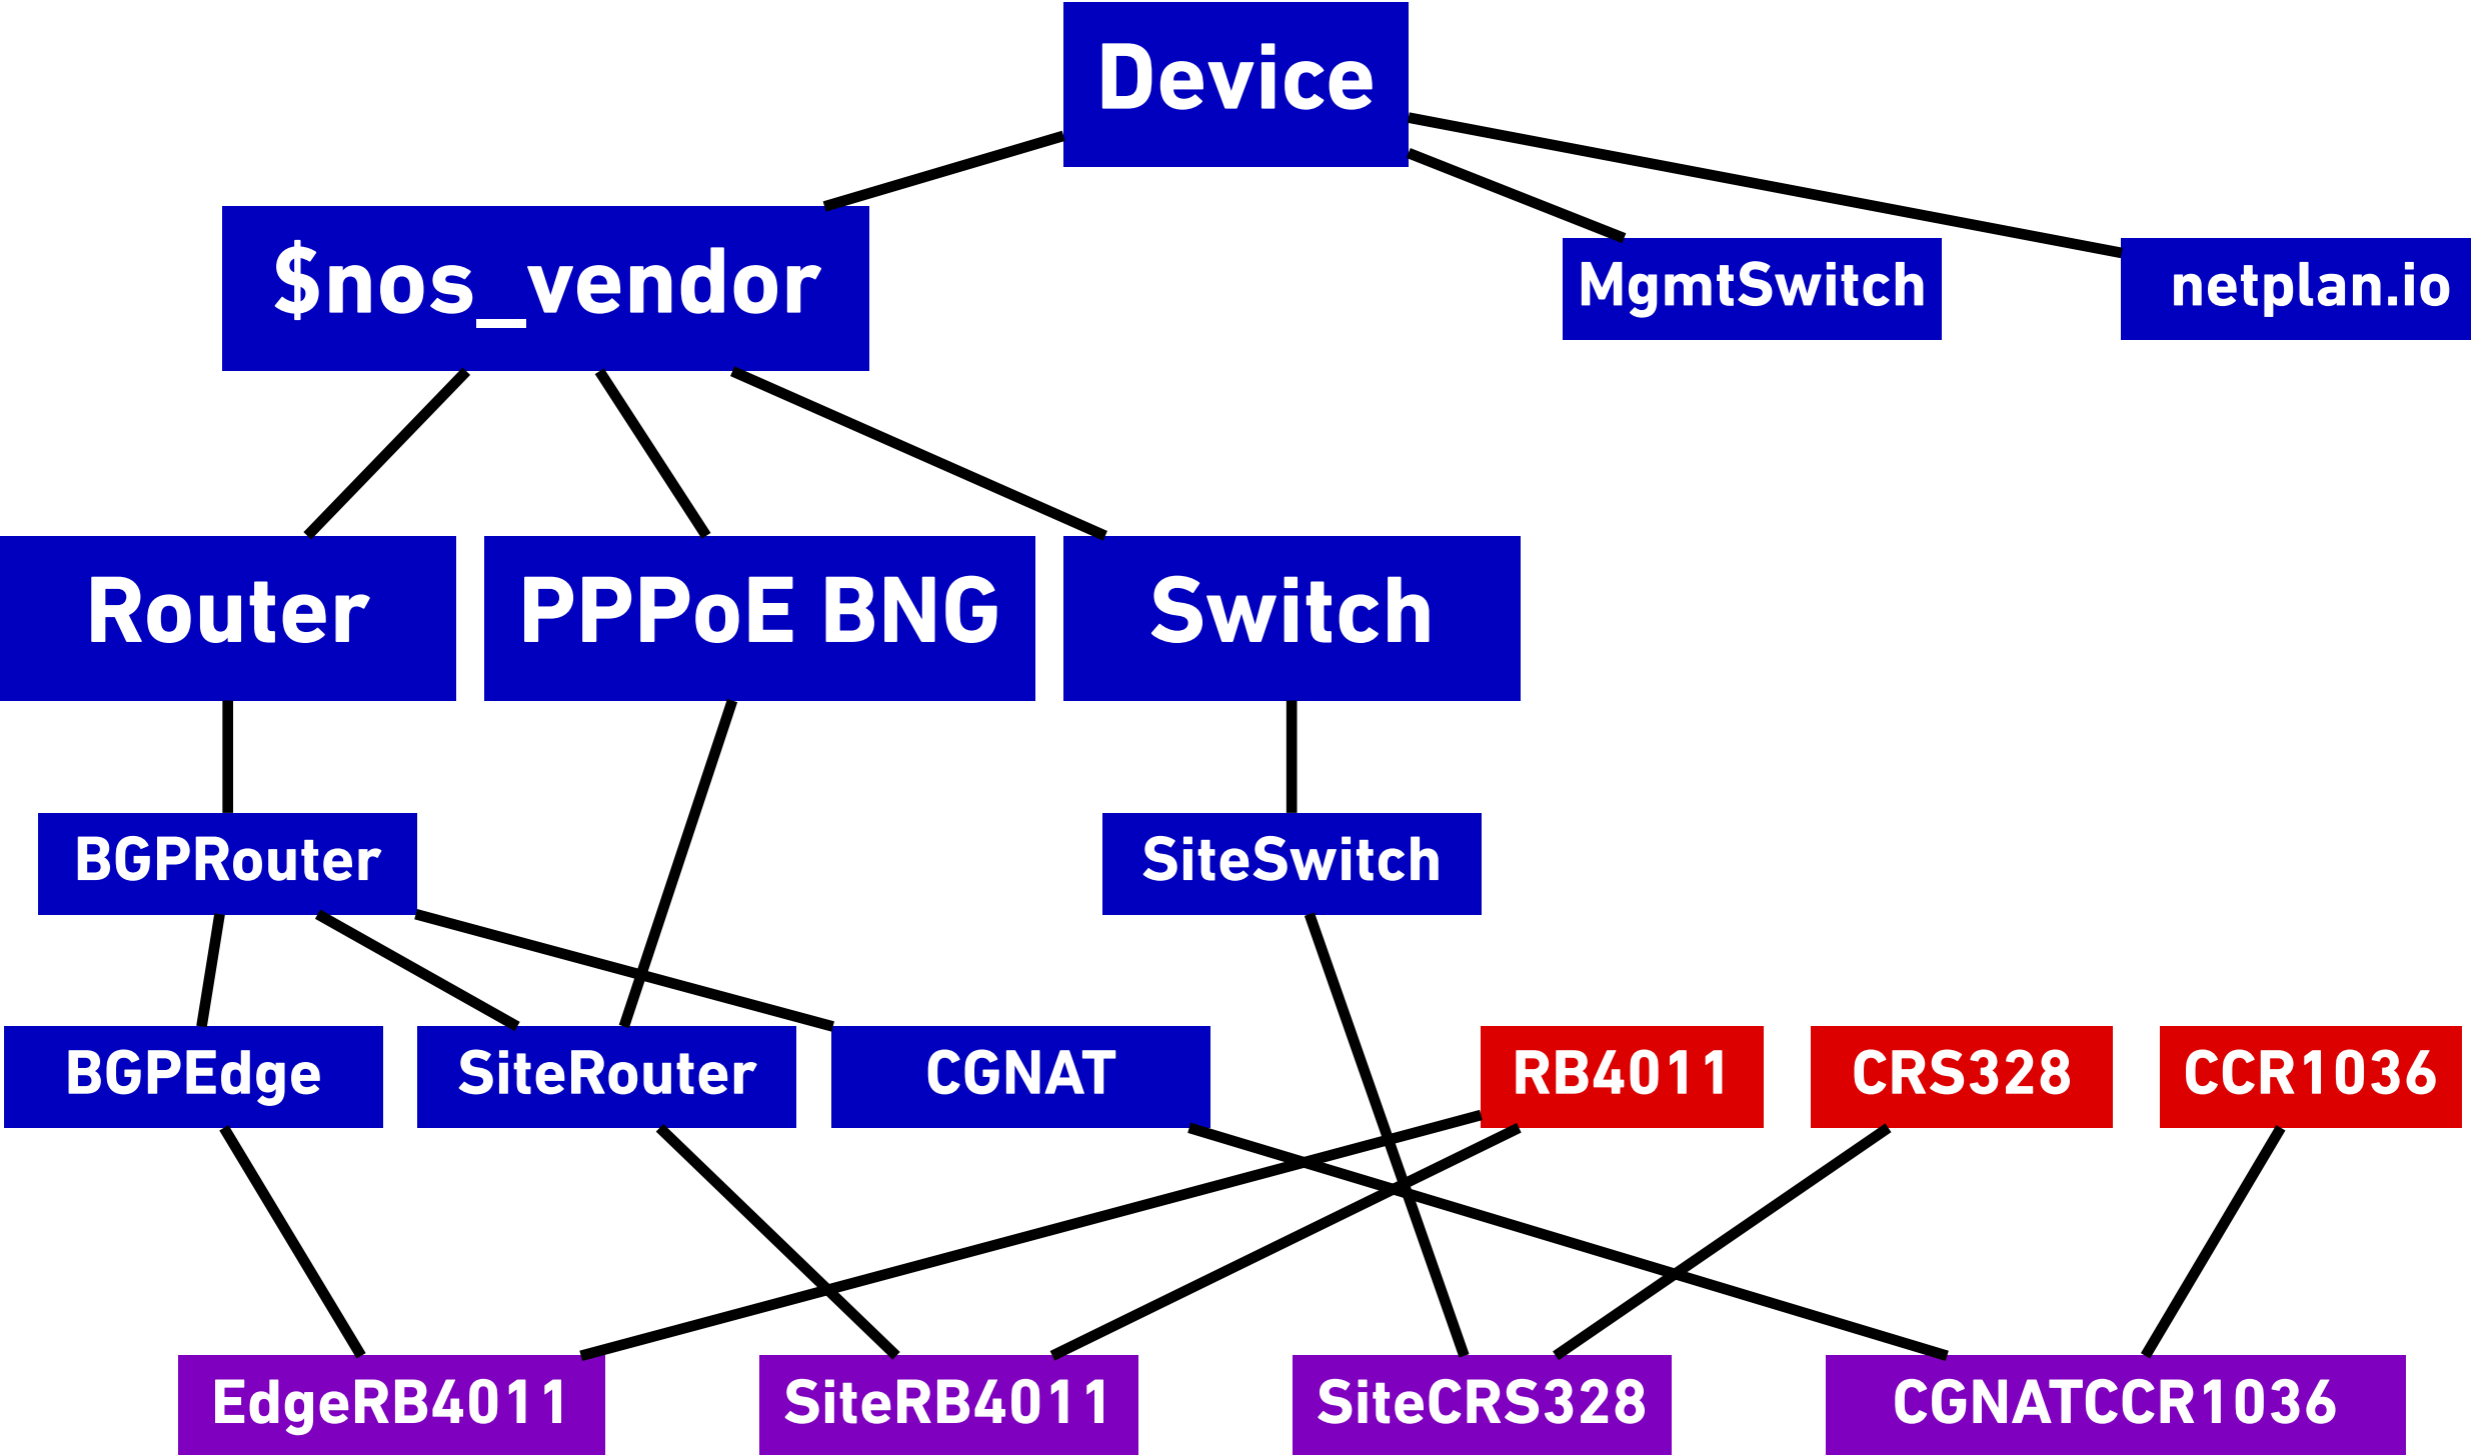 Device
$nos_vendor
MgmtSwitch
netplan.io
Router
PPPoE BNG
Switch
BGPRouter
SiteSwitch
BGPEdge
SiteRouter
CGNAT
RB4011
CRS328
CCR1036
EdgeRB4011
SiteRB4011
SiteCRS328
CGNATCCR1036